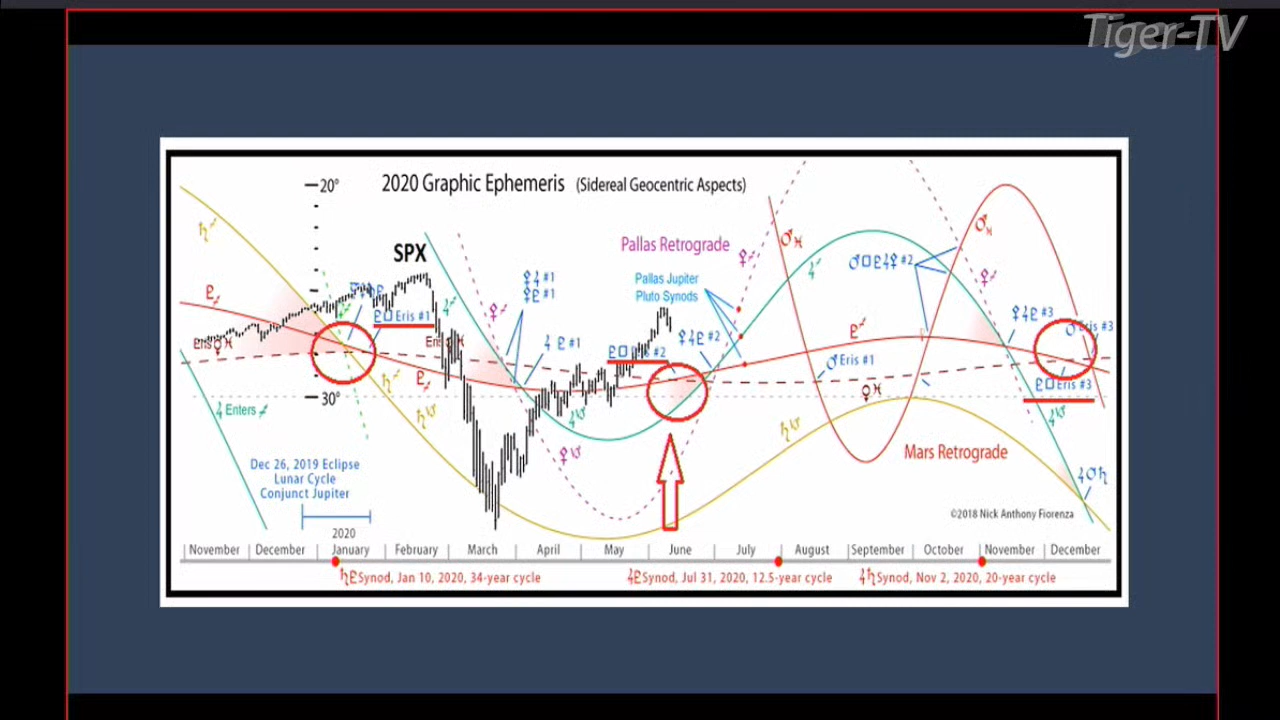 Tiger-TV
20°
2020 Graphic Ephemeris (Sidereal Geocentric Aspects)
SPX
Pallas Retrograde
Pallas Jupiter
Pluto Synods
♀♃ #1
♀♇ #1
♂□♇♃♀ #2
♇□Eris #1
Eris ♓
♃♇ #1
♇□ #2
♀♃♇ #2
♂Eris #1
♀♃♇ #3
Eris #3
♇□Eris #3
30°
♃ Enters ♐
Mars Retrograde
Dec 26, 2019 Eclipse
Lunar Cycle
Conjunct Jupiter
♃☌♄
©2018 Nick Anthony Fiorenza
2020
November December January February March April May June July August September October November December
♄♇Synod, Jan 10, 2020, 34-year cycle
♃♇Synod, Jul 31, 2020, 12.5-year cycle
♃♄Synod, Nov 2, 2020, 20-year cycle